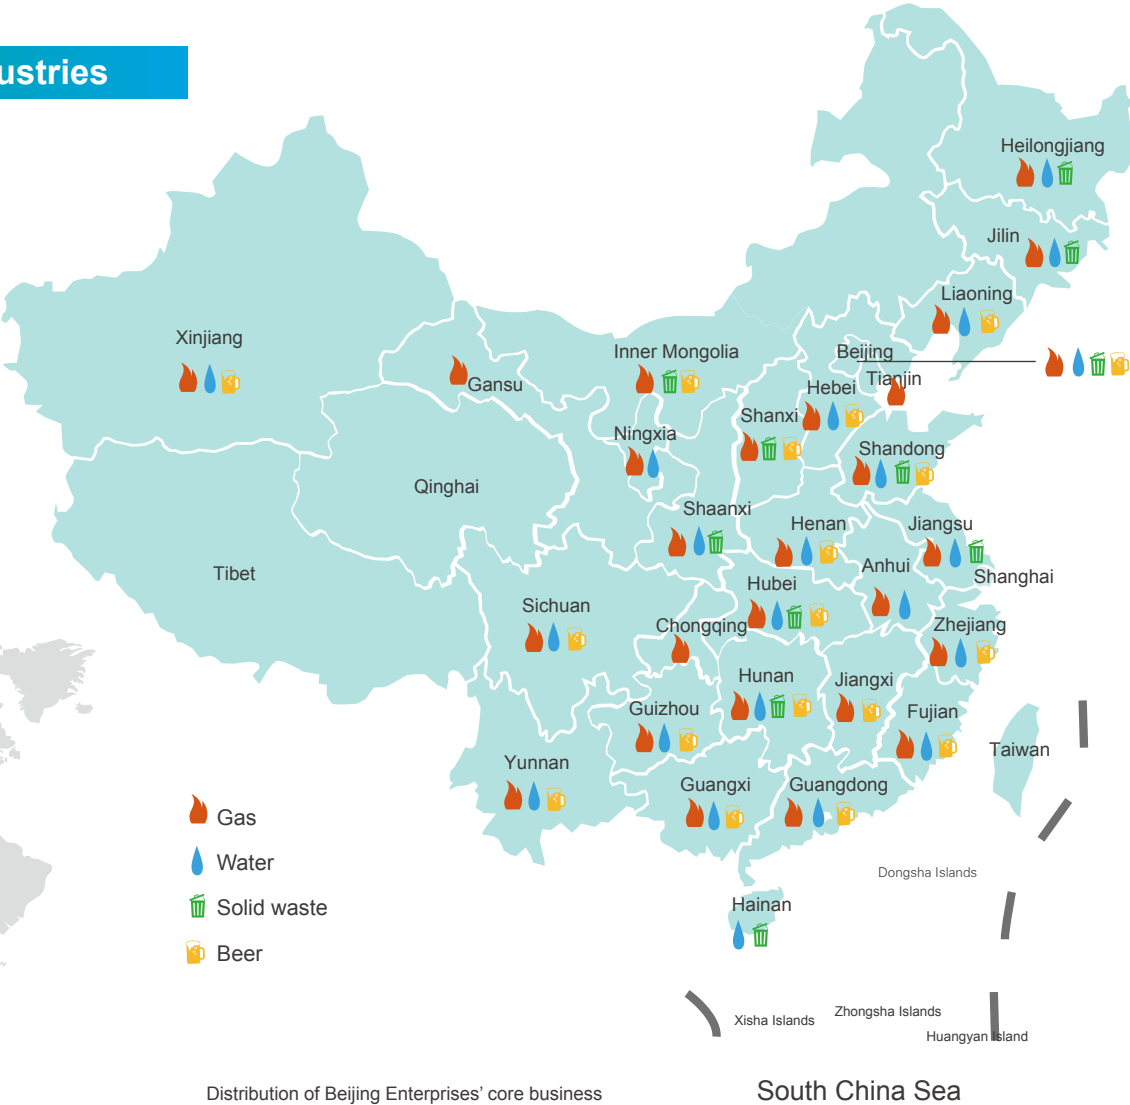 ustries
Heilongjiang
Jilin
Liaoning
Xinjiang
Inner Mongolia
Beijing
Gansu
Tianjin
Hebei
Shanxi
Ningxia
Shandong
Qinghai
Shaanxi
Henan
Jiangsu
Anhui
Shanghai
Tibet
Hubei
Sichuan
Chongqing
Zhejiang
Hunan
Jiangxi
Guizhou
Fujian
Taiwan
Yunnan
Guangxi
Guangdong
Gas
Water
Dongsha Islands
Hainan
Solid waste
Beer
Xisha Islands
Zhongsha Islands
Huangyan Island
Distribution of Beijing Enterprises’ core business
South China Sea